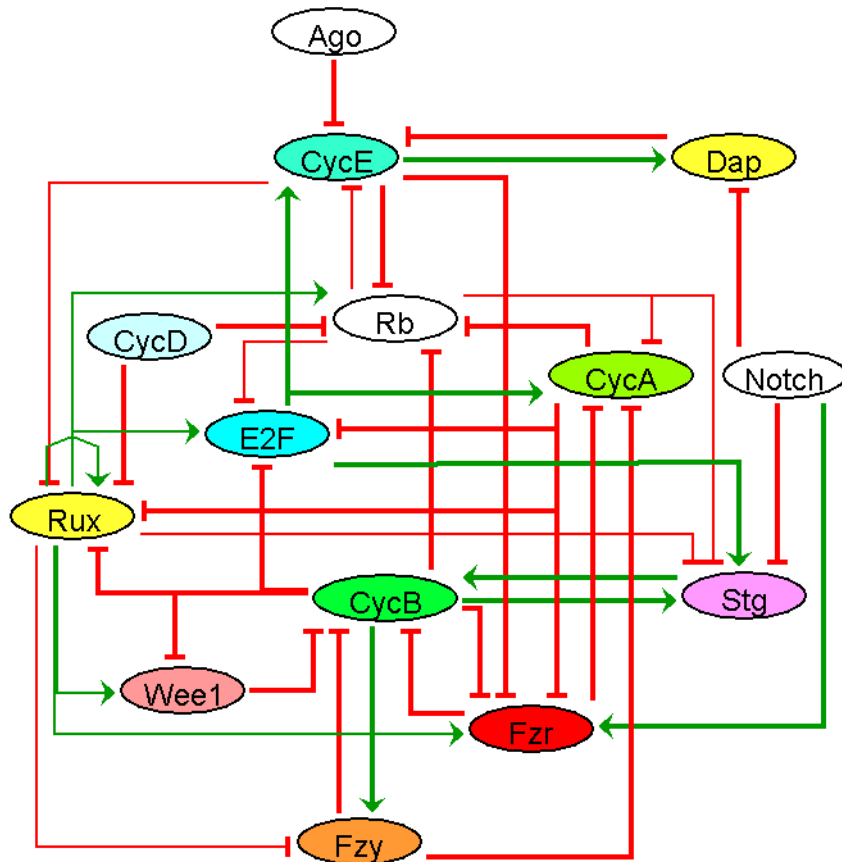 Ago
CycE
Dap
Rb
CycD
CycA
Notch
E2F
Rux
CycB
Stg
Wee1
Fzr
Fzy